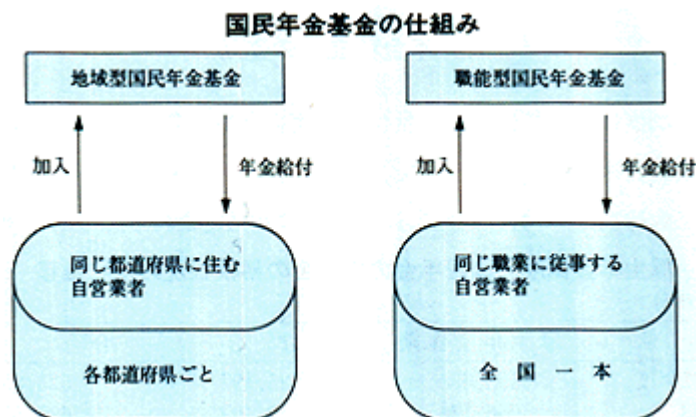 国民年金基金の仕組み
地域型国民年金基金
職能型国民年金基金
加入
年金給付
加入
年金給付
同じ都道府県に住む
自営業者
同じ職業に従事する
自営業者
各都道府県ごと
全国一本